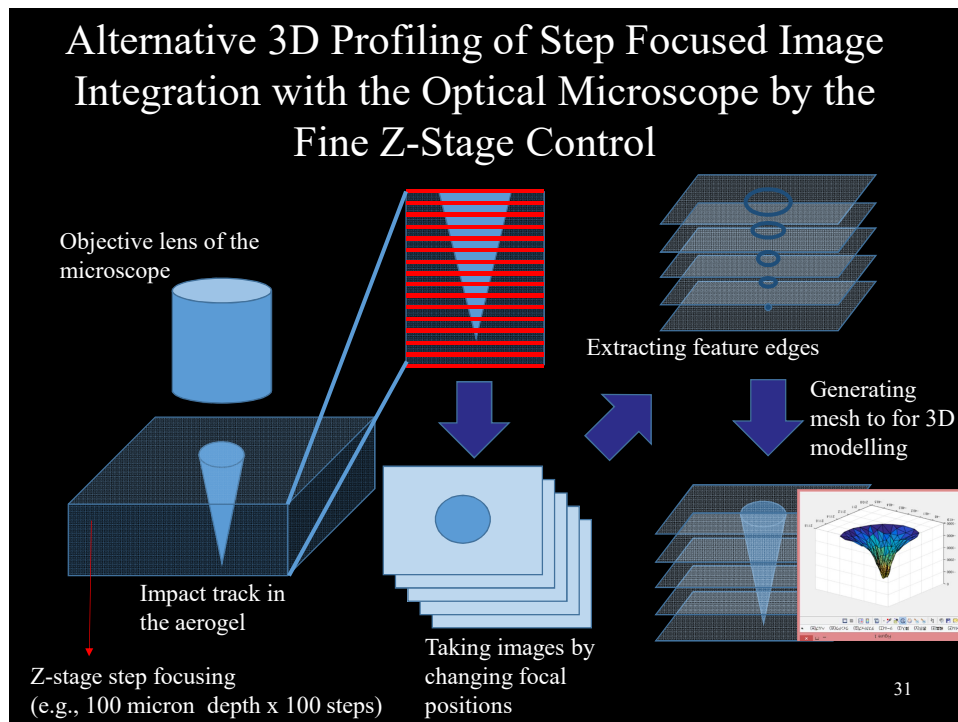 Alternative 3D Profiling of Step Focused Image
Integration with the Optical Microscope by the
Fine Z-Stage Control
Objective lens of the
microscope
Impact track in
the aerogel
Z-stage step focusing
(e.g., 100 micron depth x 100 steps)
Taking images by
changing focal
positions
Extracting feature edges
Generating
mesh to for 3D
modelling
31